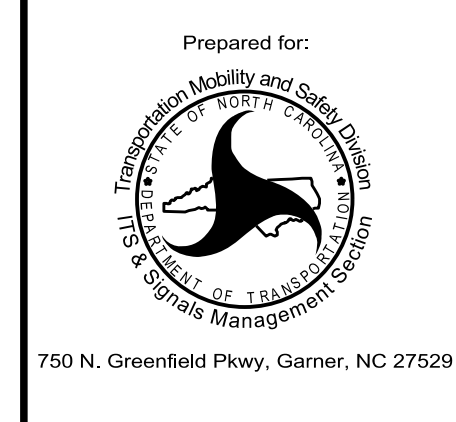 Prepared for:
Transportation Mobility and Safety Division
STATE OF NORTH CAROLINA
DEPARTMENT OF TRANSPORTATION
ITS & Signals Management Section
750 N. Greenfield Pkwy, Garner, NC 27529